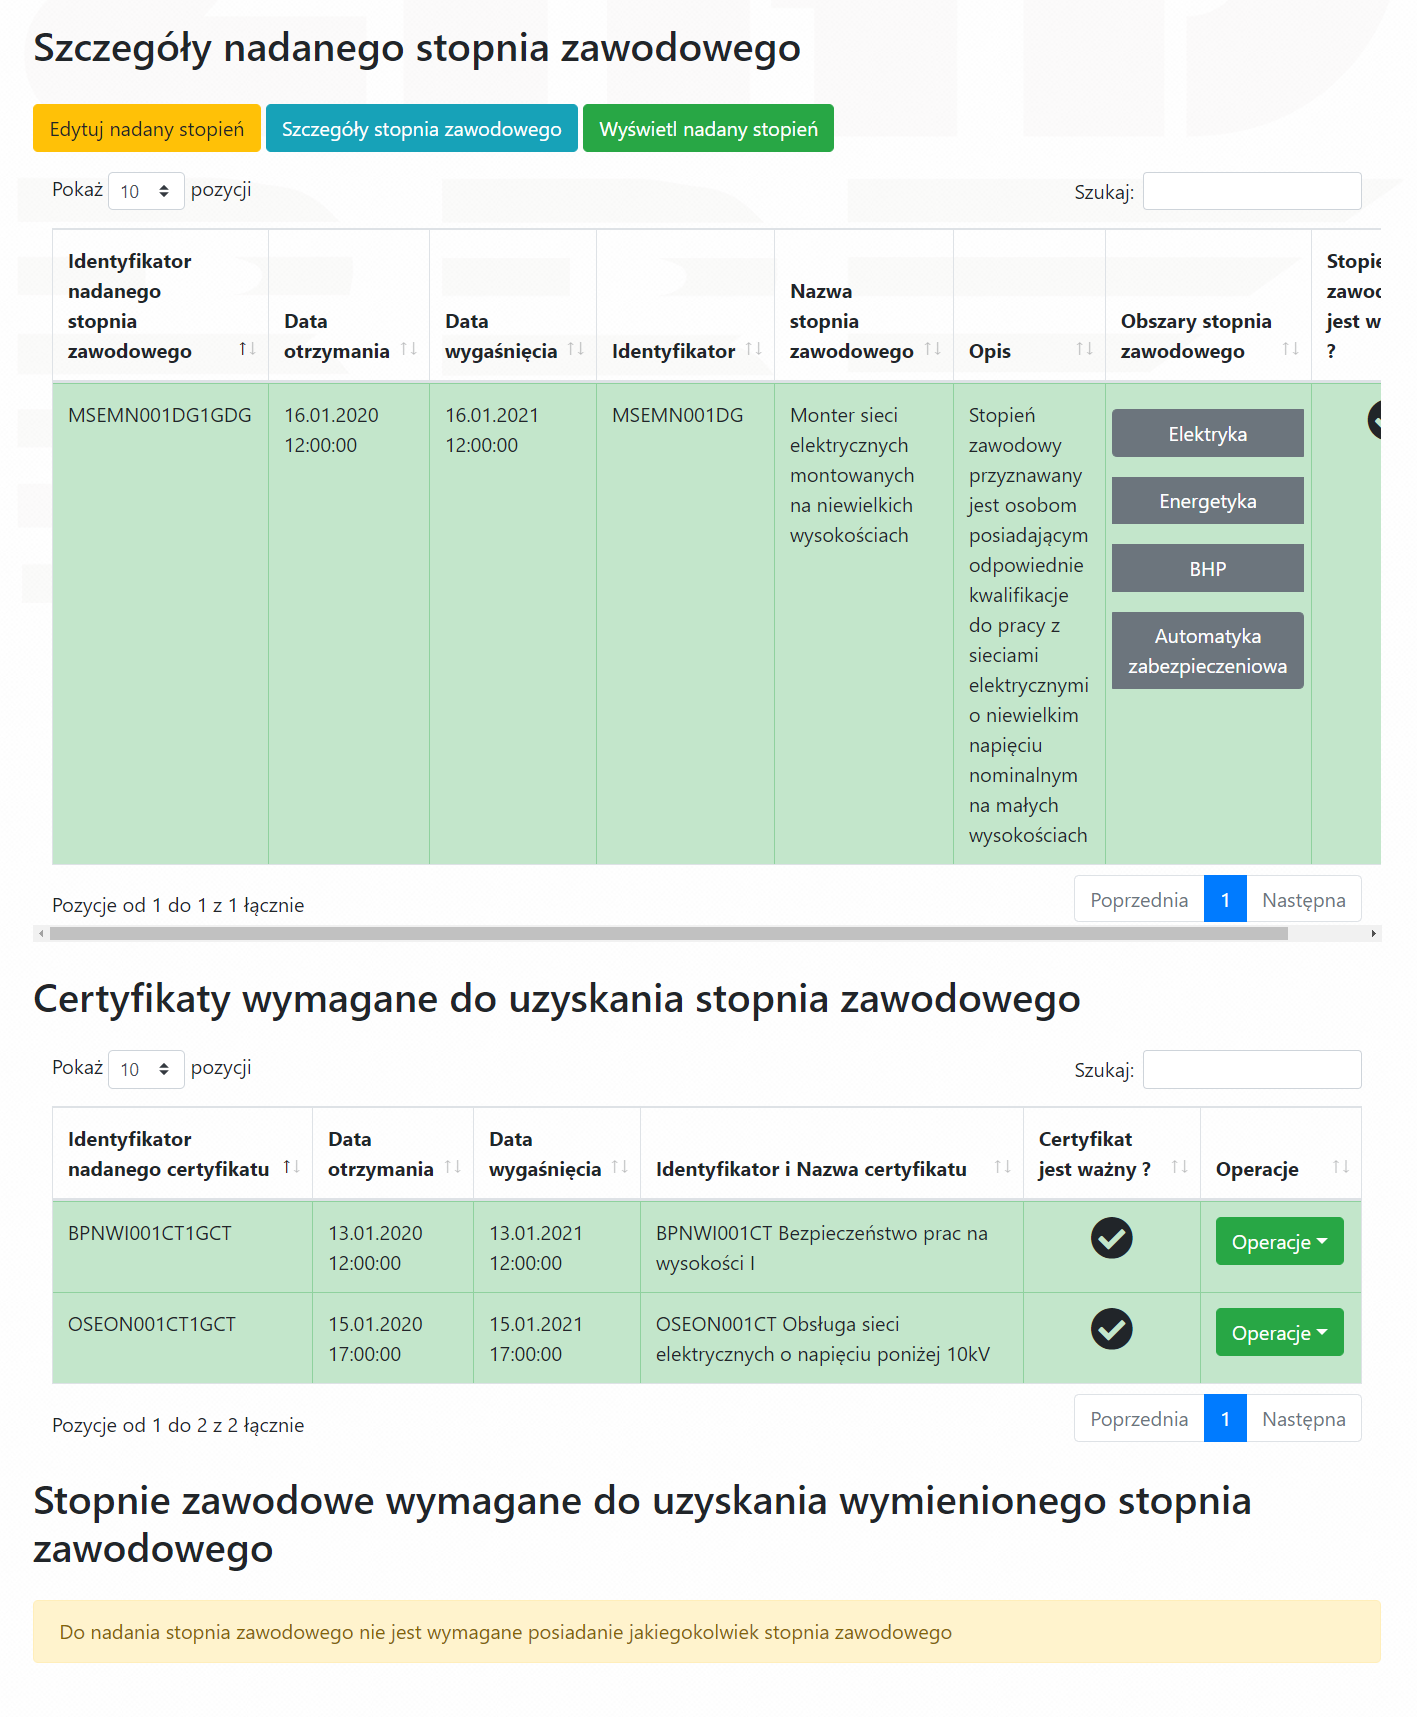 Szczegóły nadanego stopnia zawodowego
Edytuj nadany stopień
Szczegóły stopnia zawodowego
Wyświetl nadany stopień
Pokaż 10 pozycji
Szukaj:
Identyfikator
nadanego
stopnia
zawodowego
Data
otrzymania
Data
wygaśnięcia
Identyfikator
Nazwa
stopnia
zawodowego
Opis
Obszary stopnia
zawodowego
jest w
?
MSEMN001DG1GDG
16.01.2020
12:00:00
16.01.2021
12:00:00
MSEMN001DG
Monter sieci
elektrycznych
montowanych
na niewielkich
wysokościach
Stopień
zawodowy
przyznawany
jest osobom
posiadającym
odpowiednie
kwalifikacje
do pracy z
sieciami
elektrycznymi
o niewielkim
napięciu
nominalnym
na małych
wysokościach
Elektryka
Energetyka
BHP
Automatyka
zabezpieczeniowa
Pozycje od 1 do 1 z 1 łącznie
Poprzednia 1 Następna
Certyfikaty wymagane do uzyskania stopnia zawodowego
Pokaż 10 pozycji
Szukaj:
Identyfikator
nadanego certyfikatu
Data
otrzymania
Data
wygaśnięcia
Identyfikator i Nazwa certyfikatu
Certyfikat
jest ważny ?
Operacje
BPNWI001CT1GCT
13.01.2020
12:00:00
13.01.2021
12:00:00
BPNWI001CT Bezpieczeństwo prac na
wysokości I
Operacje
OSEON001CT1GCT
15.01.2020
17:00:00
15.01.2021
17:00:00
OSEON001CT Obsługa sieci
elektrycznych o napięciu poniżej 10kV
Operacje
Pozycje od 1 do 2 z 2 łącznie
Poprzednia 1 Następna
Stopnie zawodowe wymagane do uzyskania wymienionego stopnia
zawodowego
Do nadania stopnia zawodowego nie jest wymagane posiadanie jakiegokolwiek stopnia zawodowego